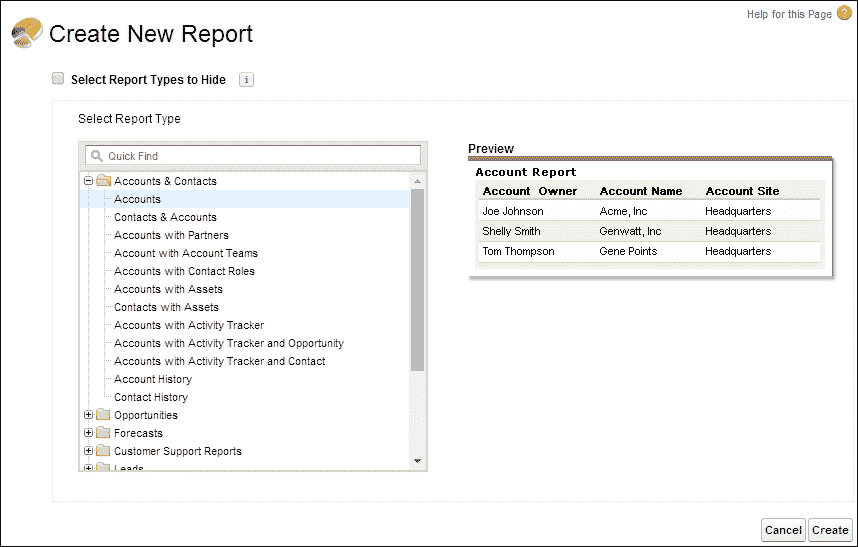 Help for this Page ?
Create New Report
Select Report Types to Hide i
Select Report Type
Quick Find
Accounts & Contacts
Accounts
Contacts & Accounts
Accounts with Partners
Account with Account Teams
Accounts with Contact Roles
Accounts with Assets
Contacts with Assets
Accounts with Activity Tracker
Accounts with Activity Tracker and Opportunity
Accounts with Activity Tracker and Contact
Account History
Contact History
Opportunities
Forecasts
Customer Support Reports
Leads
Preview
Account Report
Account Owner Account Name Account Site
Joe Johnson Acme, Inc Headquarters
Shelly Smith Genwatt, Inc Headquarters
Tom Thompson Gene Points Headquarters
Cancel Create